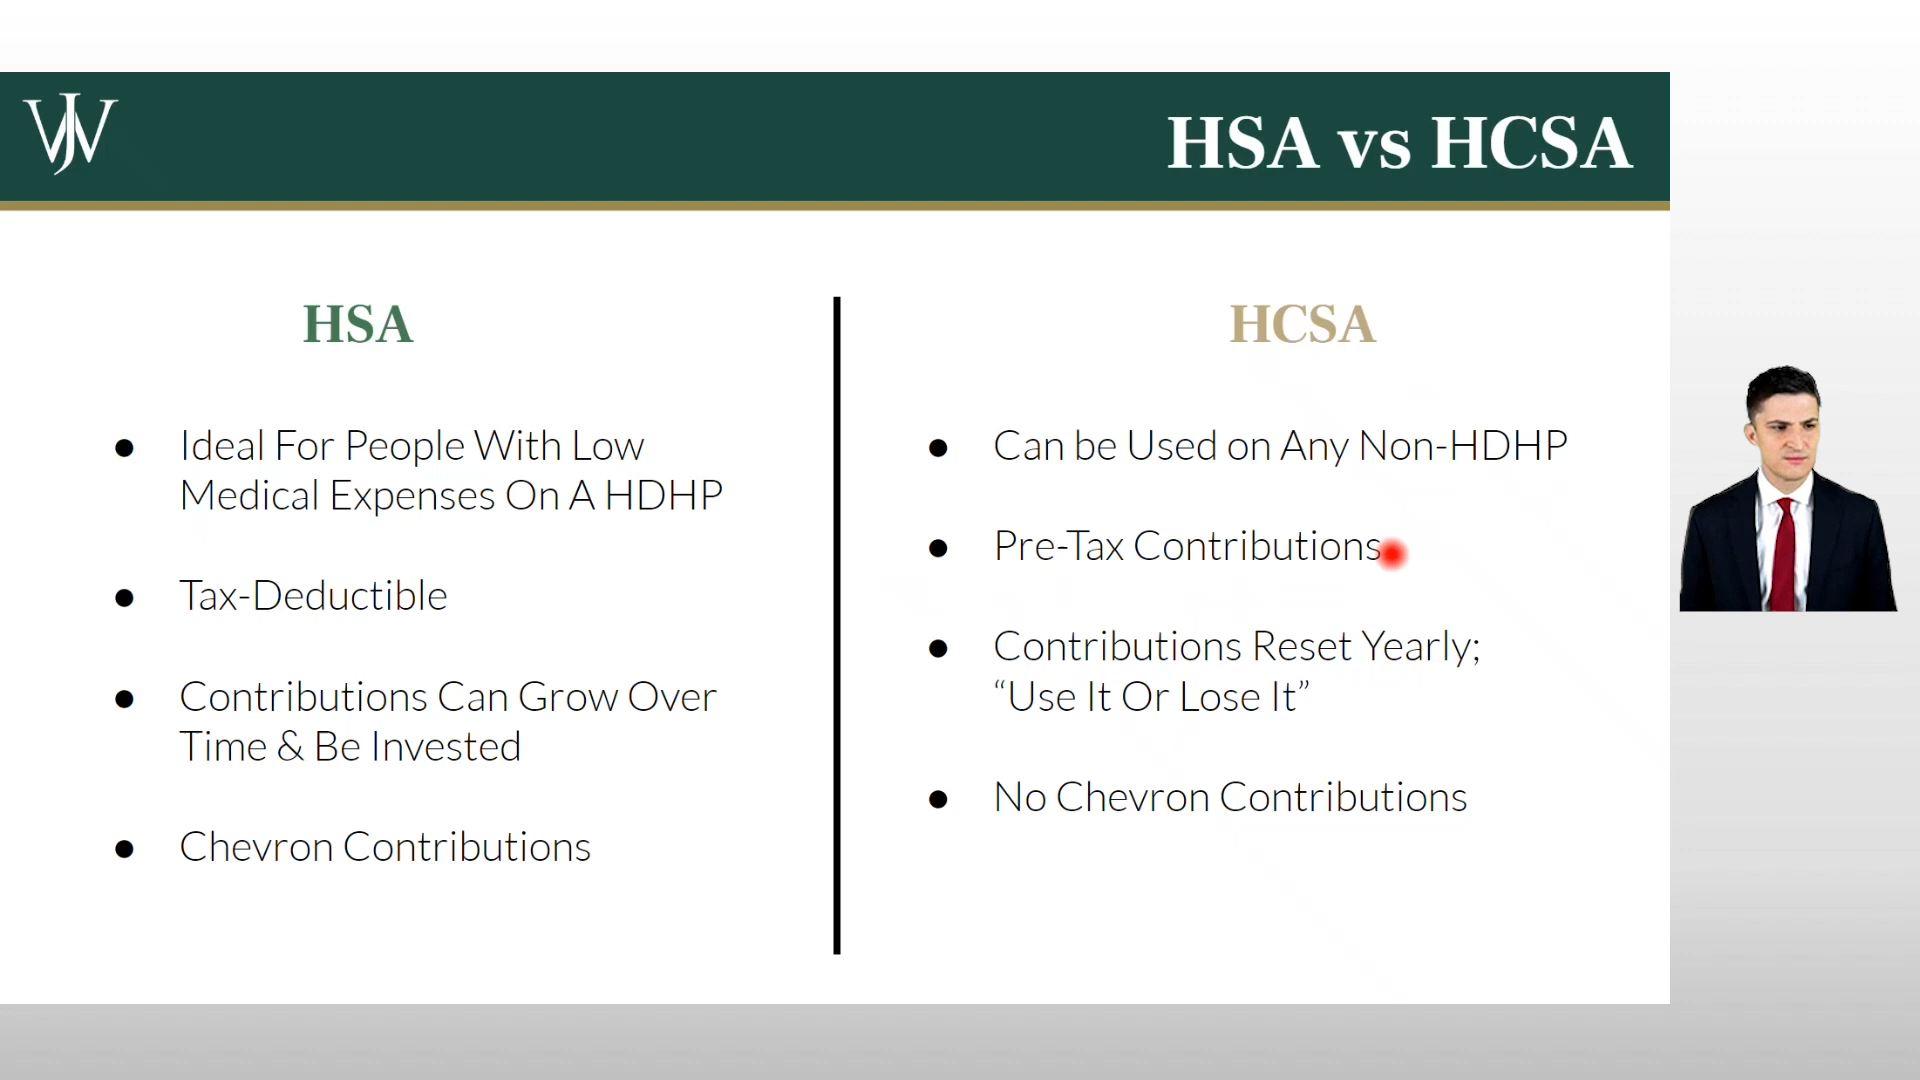 WJ
HSA vs HCSA
HSA
● Ideal For People With Low
Medical Expenses On A HDHP
● Tax-Deductible
● Contributions Can Grow Over
Time & Be Invested
● Chevron Contributions
HCSA
● Can be Used on Any Non-HDHP
● Pre-Tax Contributions
● Contributions Reset Yearly;
“Use It Or Lose It”
● No Chevron Contributions